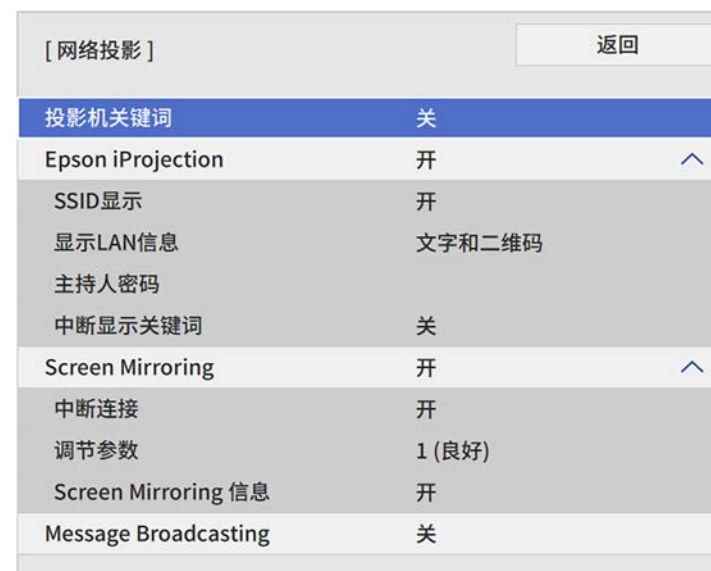 [ 网络投影 ] 返回
投影机关键词 关
Epson iProjection 开
SSID显示 开
显示LAN信息 文字和二维码
主持人密码
中断显示关键词 关
Screen Mirroring 开
中断连接 开
调节参数 1 (良好)
Screen Mirroring 信息 开
Message Broadcasting 关